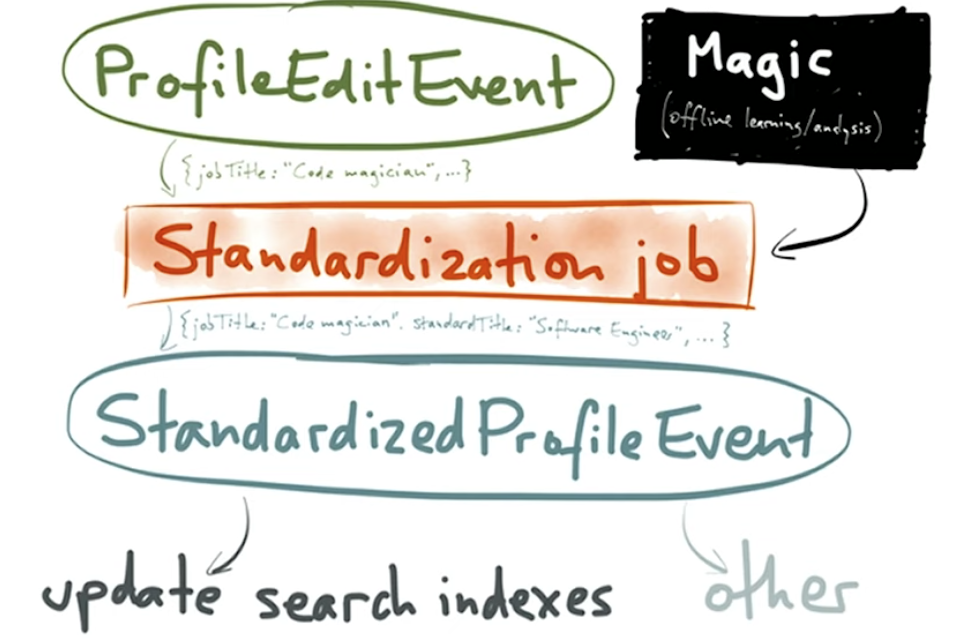 ProfileEditEvent
Magic
(offline learning/analysis)
{jobTitle: "Code magician", ...}
Standardization job
{jobTitle: "Code magician". standardTitle: "Software Engineer", ... }
StandardizedProfileEvent
update search indexes
other